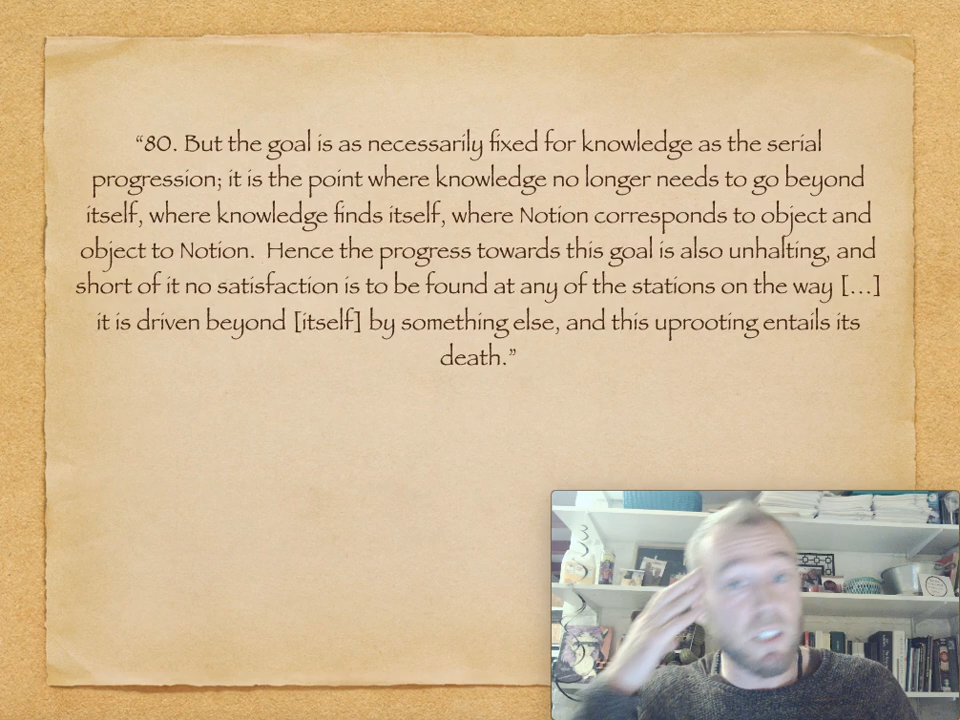 “80. But the goal is as necessarily fixed for knowledge as the serial
progression; it is the point where knowledge no longer needs to go beyond
itself, where knowledge finds itself, where Notion corresponds to object and
object to Notion.  Hence the progress towards this goal is also unhalting, and
short of it no satisfaction is to be found at any of the stations on the way […]
it is driven beyond [itself] by something else, and this uprooting entails its
death.”